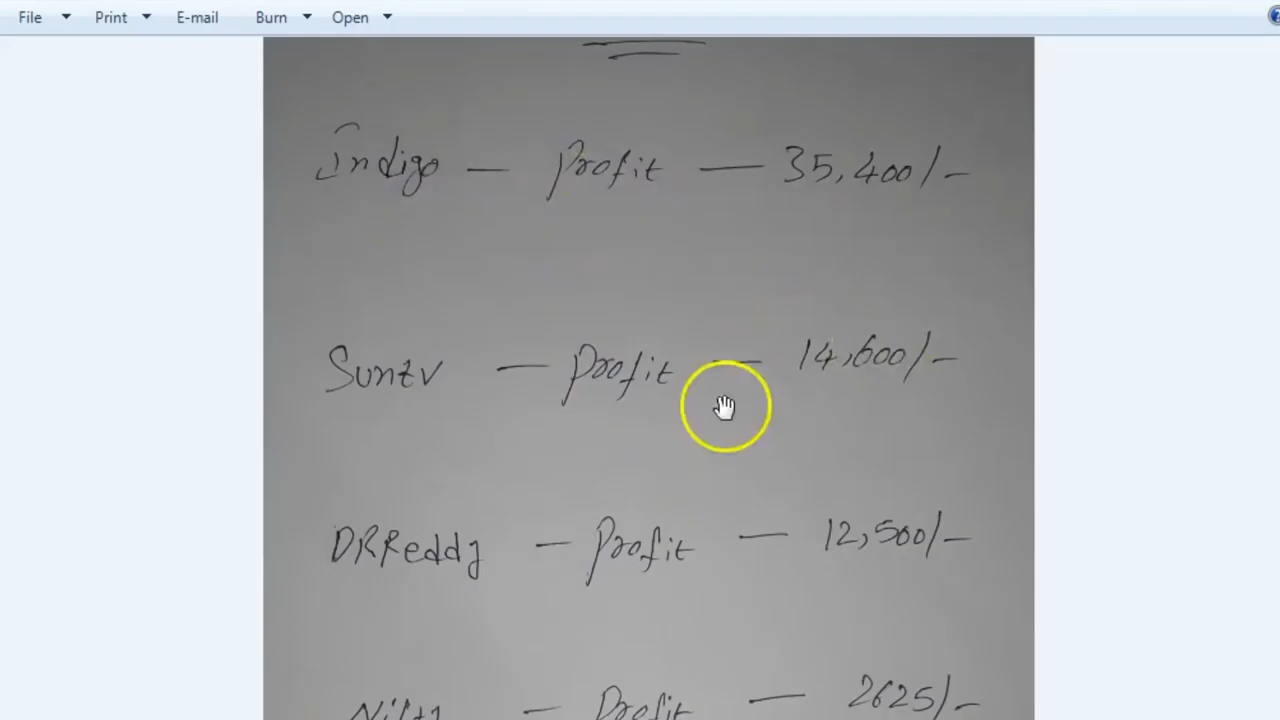 File Print E-mail Burn Open
Indigo — Profit — 35,400/-
Suntv — Profit — 14,600/-
DRReddy — Profit — 12,500/-
Nifty — Profit — 2625/-